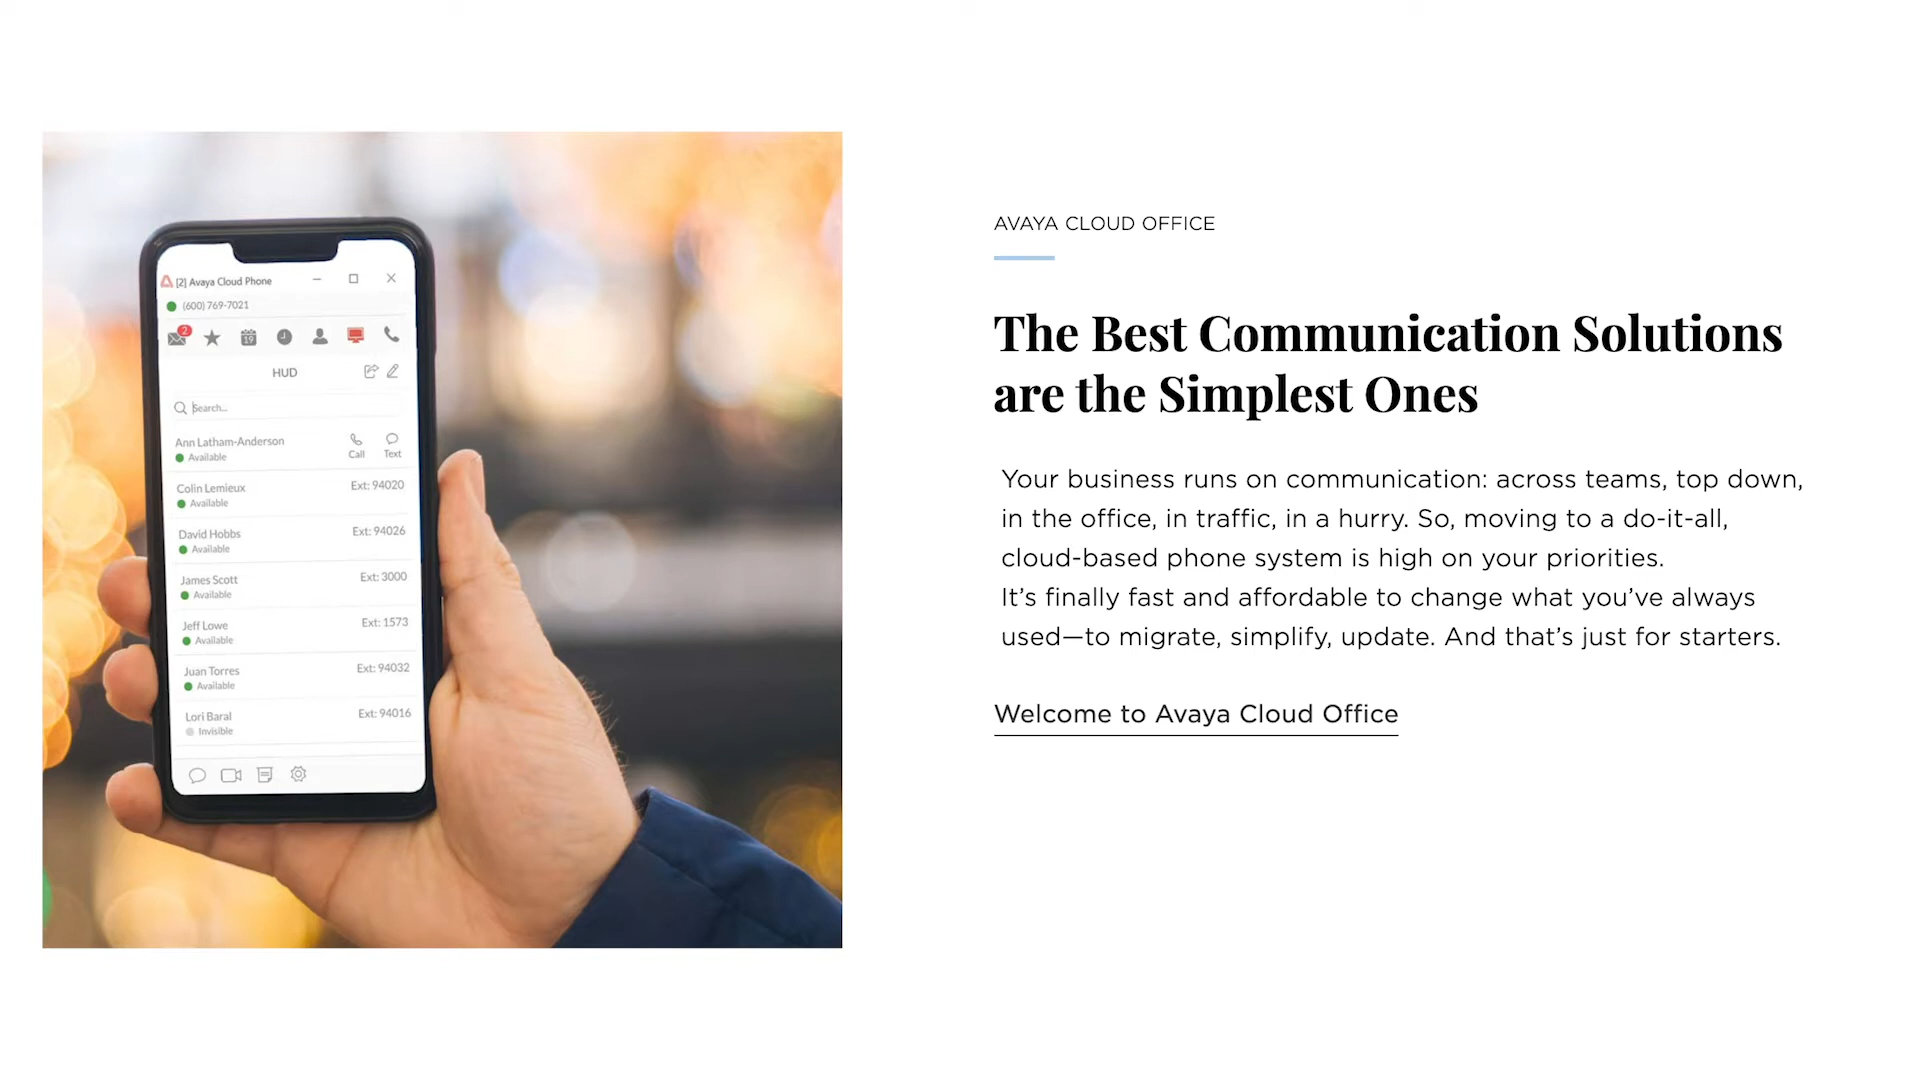 [2] Avaya Cloud Phone
(600) 769-7021
2
19
HUD
Search...
Ann Latham-Anderson
Available
Call
Text
Colin Lemieux
Ext: 94020
Available
David Hobbs
Ext: 94026
Available
James Scott
Ext: 3000
Available
Jeff Lowe
Ext: 1573
Available
Juan Torres
Ext: 94032
Available
Lori Baral
Ext: 94016
Invisible
AVAYA CLOUD OFFICE
The Best Communication Solutions
are the Simplest Ones
Your business runs on communication: across teams, top down,
in the office, in traffic, in a hurry. So, moving to a do-it-all,
cloud-based phone system is high on your priorities.
It’s finally fast and affordable to change what you’ve always
used—to migrate, simplify, update. And that’s just for starters.
Welcome to Avaya Cloud Office